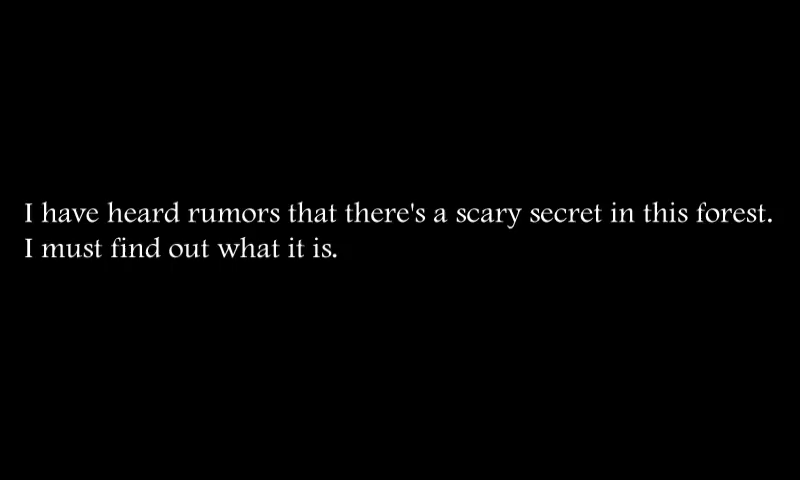 I have heard rumors that there's a scary secret in this forest.
I must find out what it is.